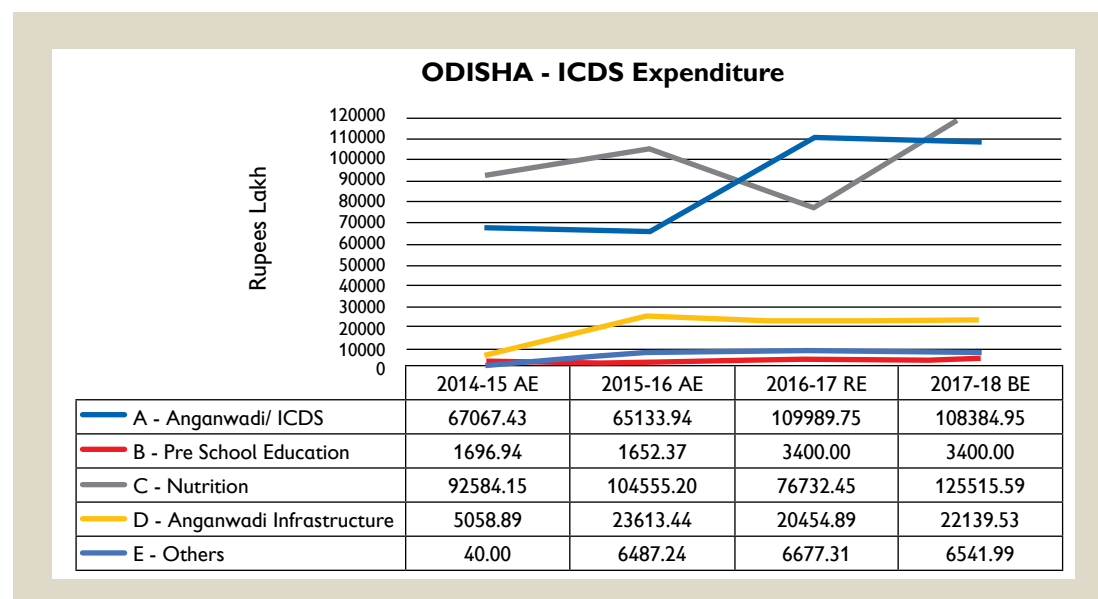 ODISHA - ICDS Expenditure
Rupees Lakh
120000
110000
100000
90000
80000
70000
60000
50000
40000
30000
20000
10000
0
2014-15 AE 2015-16 AE 2016-17 RE 2017-18 BE
A - Anganwadi/ ICDS 67067.43 65133.94 109989.75 108384.95
B - Pre School Education 1696.94 1652.37 3400.00 3400.00
C - Nutrition 92584.15 104555.20 76732.45 125515.59
D - Anganwadi Infrastructure 5058.89 23613.44 20454.89 22139.53
E - Others 40.00 6487.24 6677.31 6541.99